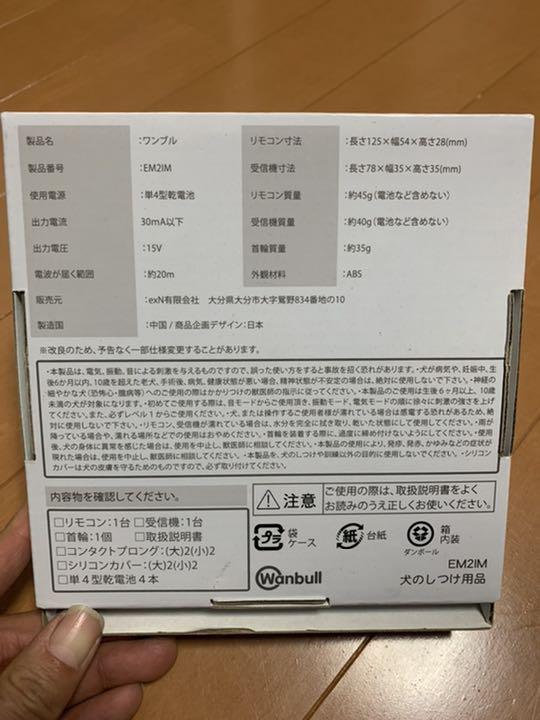 製品名 :ワンブル リモコン寸法 :長さ125×幅54×高さ28(mm)
製品番号 :EM2IM 受信機寸法 :長さ78×幅35×高さ35(mm)
使用電源 :単4型乾電池 リモコン質量 :約45g(電池など含めない)
出力電流 30mA以下 受信機質量 :約40g(電池など含めない)
出力電圧 :15V 首輪質量 :約35g
電波が届く範囲 :約20m 外観材料 :ABS
販売元 :exN有限会社 大分県大分市大字鴛野834番地の10
製造国 :中国/商品企画デザイン:日本
※改良のため、予告なく一部仕様変更することがあります。
・本製品は、電気、振動、音による刺激を与えるものですので、誤った使い方をすると事故を招く恐れがあります。・犬が病気や、妊娠中、生
後6か月以内、10歳を超えた老犬、手術後、病気、健康状態が悪い場合、精神状態が不安定の場合は、絶対に使用しないで下さい。・神経の
細やかな犬(恐怖心・臆病等)へのご使用の際はかかりつけの獣医師の指示に従ってください。・本製品のご使用は生後6ヶ月以上、10歳
未満の犬が対象になります。・初めてご使用する際は、音モードからご使用頂き、振動モード、電気モードの順に徐々に刺激の強さを上げ
てください。また、必ずレベル1からご使用ください。・犬、または操作するご使用者様が濡れている場合は感電する恐れがあるため、絶
対に使用しないで下さい。・リモコン、受信機が濡れている場合は、水分を完全に拭き取り、乾いた状態にして使用してください。・雨が
降っている場合や、濡れる場所などでの使用はおやめください。・首輪を装着する際に、過度に締め付けないようにしてください。・使用
後、犬の身体に異常を感じた場合は、使用を中止し、獣医師に相談して下さい。・本製品の使用により、発疹、発赤、かゆみなどの症状が
現れた場合は、使用を中止し、獣医師に相談してください。・本製品を、犬のしつけや訓練以外の目的に使用しないでください。・シリコン
カバーは犬の皮膚を守るためのものですので、必ず取り付けてください。
内容物を確認してください。
□リモコン:1台 □受信機:1台
□首輪:1個 □取扱説明書
□コンタクトプロング:(大)2(小)2
□シリコンカバー:(大)2(小)2
□単4型乾電池4本
注意
ご使用の際は、取扱説明書をよく
お読みのうえ正しくお使いください。
プラ 袋 ケース
紙 台紙
ダンボール 箱 内装
Wanbull
EM2IM
犬のしつけ用品